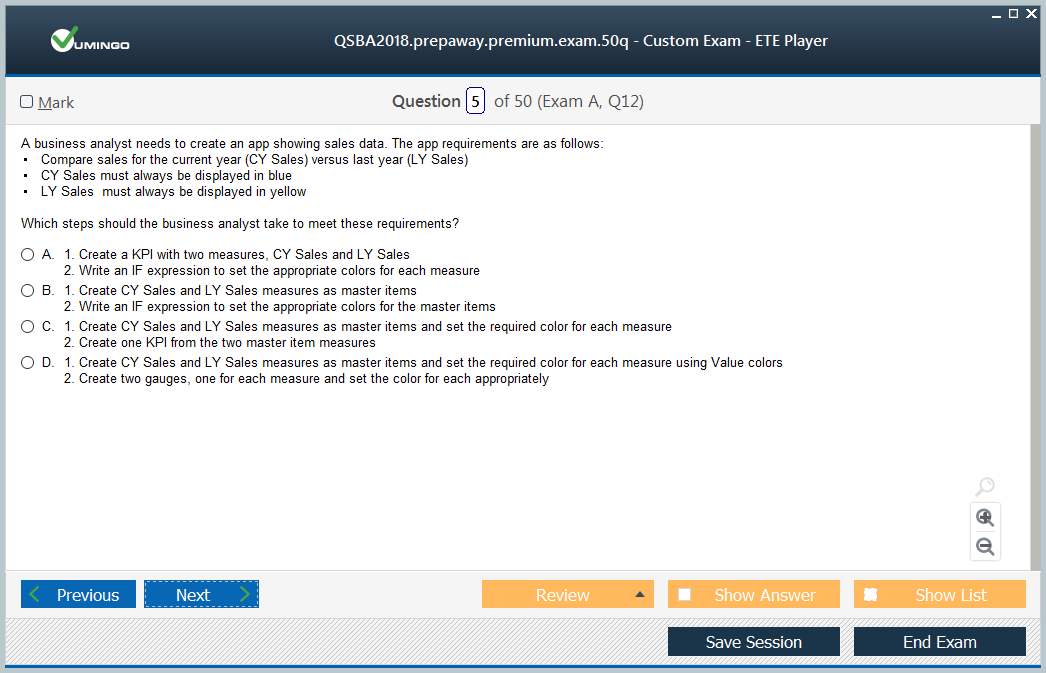 VUMINGO
QSBA2018.prepaway.premium.exam.50q - Custom Exam - ETE Player
Mark
Question 5 of 50 (Exam A, Q12)
A business analyst needs to create an app showing sales data. The app requirements are as follows:
• Compare sales for the current year (CY Sales) versus last year (LY Sales)
• CY Sales must always be displayed in blue
• LY Sales must always be displayed in yellow
Which steps should the business analyst take to meet these requirements?
A. 1. Create a KPI with two measures, CY Sales and LY Sales
2. Write an IF expression to set the appropriate colors for each measure
B. 1. Create CY Sales and LY Sales measures as master items
2. Write an IF expression to set the appropriate colors for the master items
C. 1. Create CY Sales and LY Sales measures as master items and set the required color for each measure
2. Create one KPI from the two master item measures
D. 1. Create CY Sales and LY Sales measures as master items and set the required color for each measure using Value colors
2. Create two gauges, one for each measure and set the color for each appropriately
Previous
Next
Review
Show Answer
Show List
Save Session
End Exam